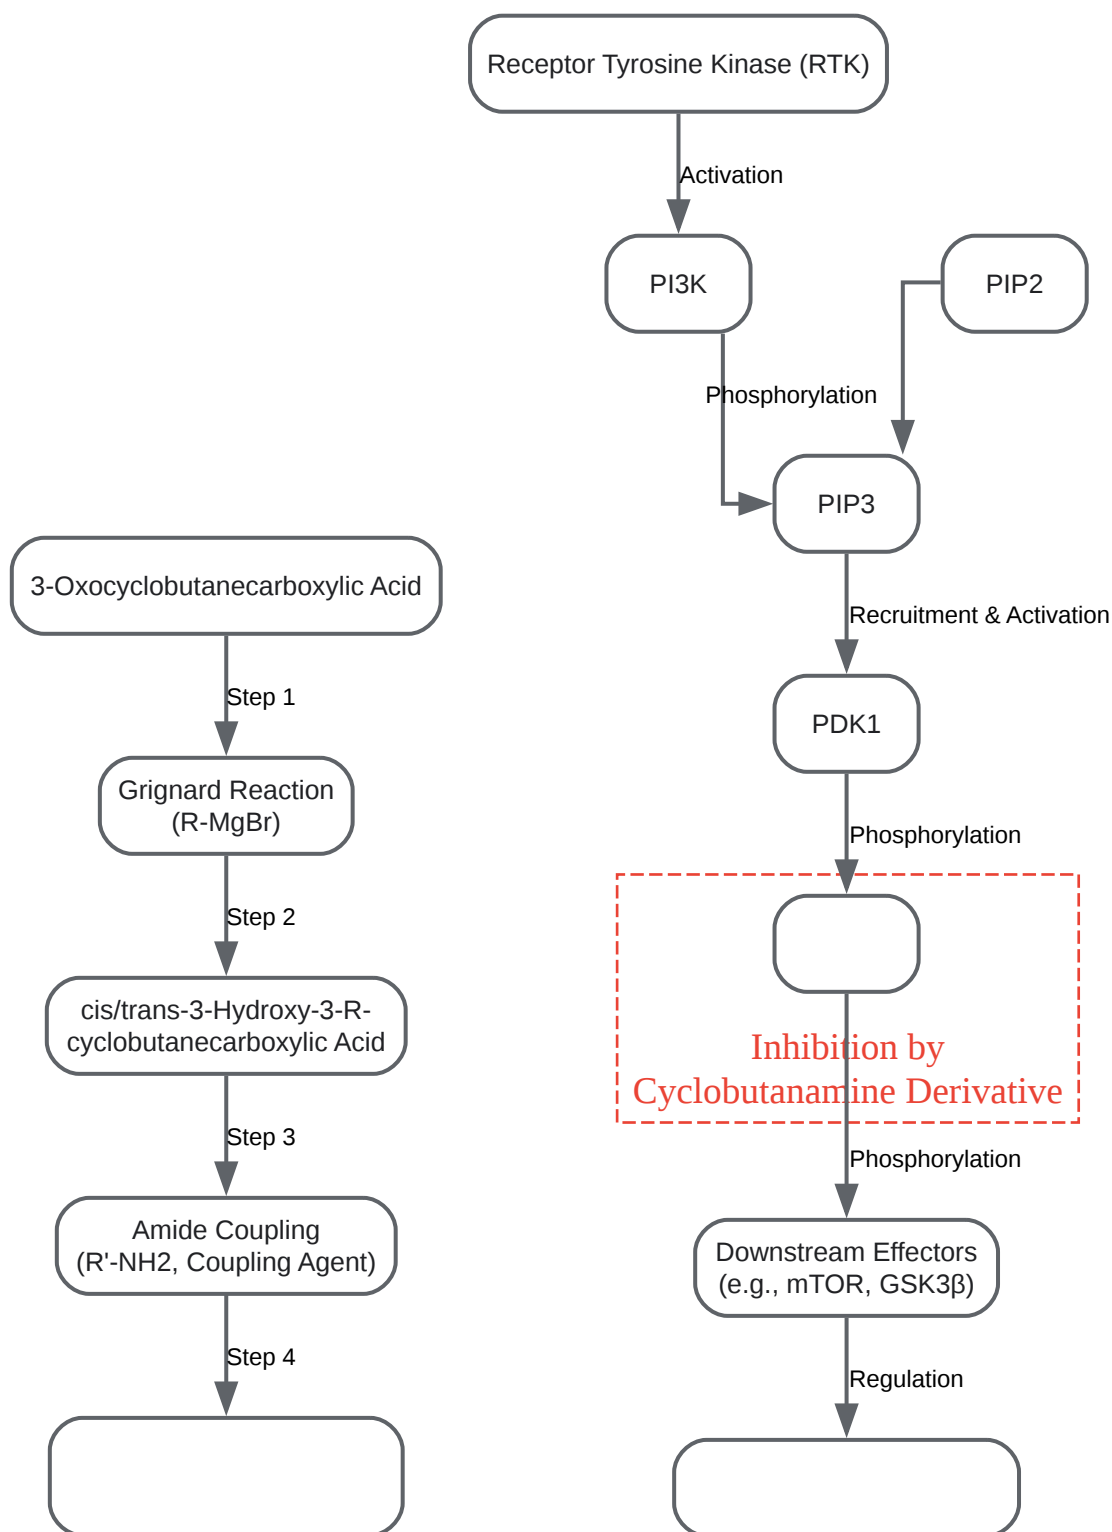 Receptor Tyrosine Kinase (RTK)
Activation
PI3K
PIP2
Phosphorylation
PIP3
Recruitment & Activation
PDK1
Phosphorylation
Inhibition by
Cyclobutanamine Derivative
Phosphorylation
Downstream Effectors
(e.g., mTOR, GSK3β)
Regulation
3-Oxocyclobutanecarboxylic Acid
Step 1
Grignard Reaction
(R-MgBr)
Step 2
cis/trans-3-Hydroxy-3-R-
cyclobutanecarboxylic Acid
Step 3
Amide Coupling
(R'-NH2, Coupling Agent)
Step 4